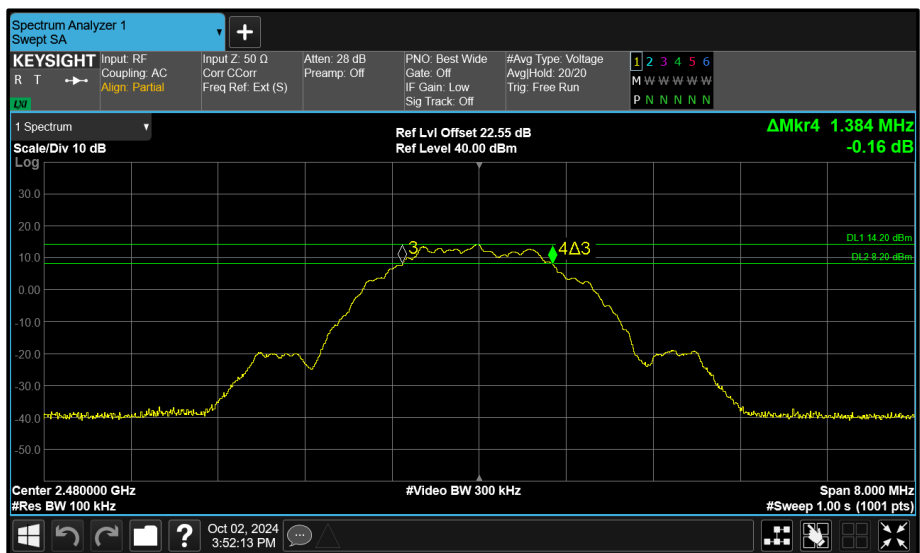 Spectrum Analyzer 1
Swept SA
+
KEYSIGHT
R T
LXI
Input: RF
Coupling: AC
Align: Partial
Input Z: 50 Ω
Corr CCorr
Freq Ref: Ext (S)
Atten: 28 dB
Preamp: Off
PNO: Best Wide
Gate: Off
IF Gain: Low
Sig Track: Off
#Avg Type: Voltage
Avg|Hold: 20/20
Trig: Free Run
1 2 3 4 5 6
M W W W W W
P N N N N N
1 Spectrum
Scale/Div 10 dB
Ref Lvl Offset 22.55 dB
Ref Level 40.00 dBm
ΔMkr4 1.384 MHz
-0.16 dB
Log
30.0
20.0
10.0
0.00
-10.0
-20.0
-30.0
-40.0
-50.0
3
4Δ3
DL1 14.20 dBm
DL2 8.20 dBm
Center 2.480000 GHz
#Res BW 100 kHz
#Video BW 300 kHz
Span 8.000 MHz
#Sweep 1.00 s (1001 pts)
?
Oct 02, 2024
3:52:13 PM